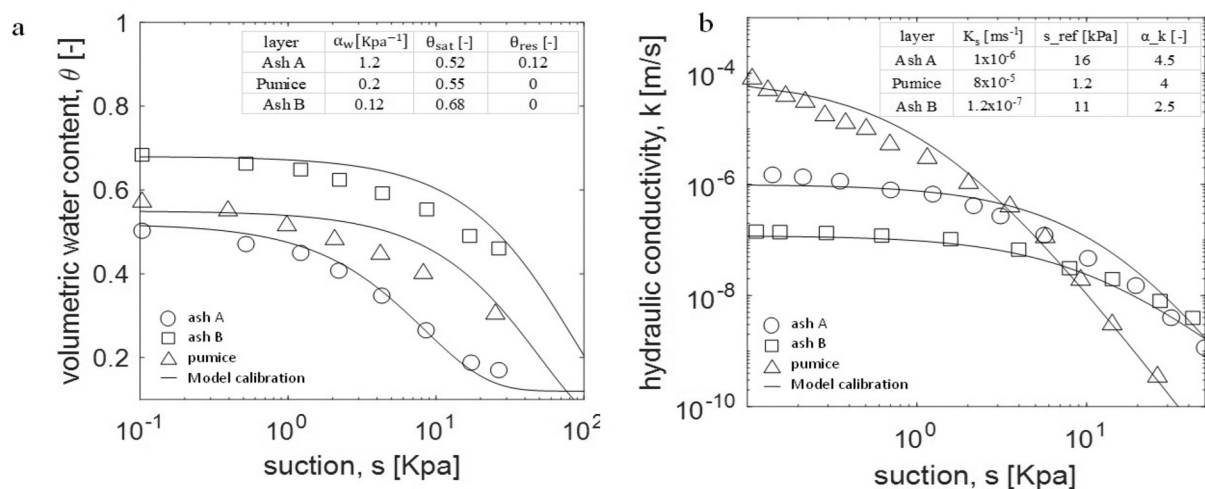 a
volumetric water content, θ [-]
1
0.8
0.6
0.4
0.2
layer α_w[Kpa⁻¹] θ_sat [-] θ_res [-]
Ash A 1.2 0.52 0.12
Pumice 0.2 0.55 0
Ash B 0.12 0.68 0
ash A
ash B
pumice
Model calibration
10⁻¹ 10⁰ 10¹ 10²
suction, s [Kpa]
b
hydraulic conductivity, k [m/s]
10⁻⁴
10⁻⁶
10⁻⁸
10⁻¹⁰
layer K_s [ms⁻¹] s_ref [kPa] α_k [-]
Ash A 1x10⁻⁶ 16 4.5
Pumice 8x10⁻⁵ 1.2 4
Ash B 1.2x10⁻⁷ 11 2.5
ash A
ash B
pumice
Model calibration
10⁰ 10¹
suction, s [Kpa]